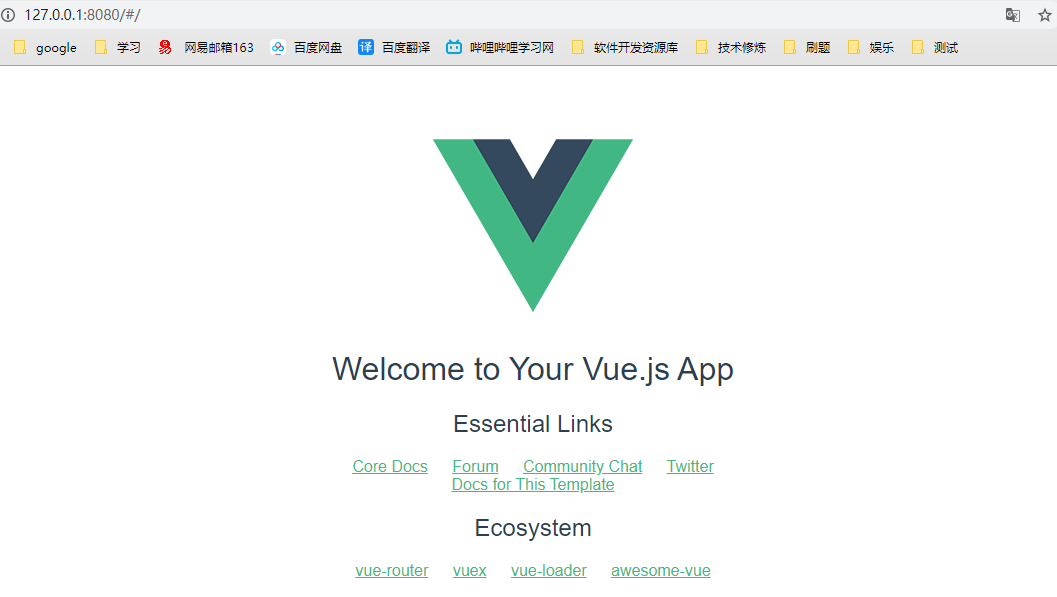 127.0.0.1:8080/#/
google 学习 网易邮箱163 百度网盘 译 百度翻译 哔哩哔哩学习网 软件开发资源库 技术修炼 刷题 娱乐 测试
Welcome to Your Vue.js App
Essential Links
Core Docs Forum Community Chat Twitter
Docs for This Template
Ecosystem
vue-router vuex vue-loader awesome-vue